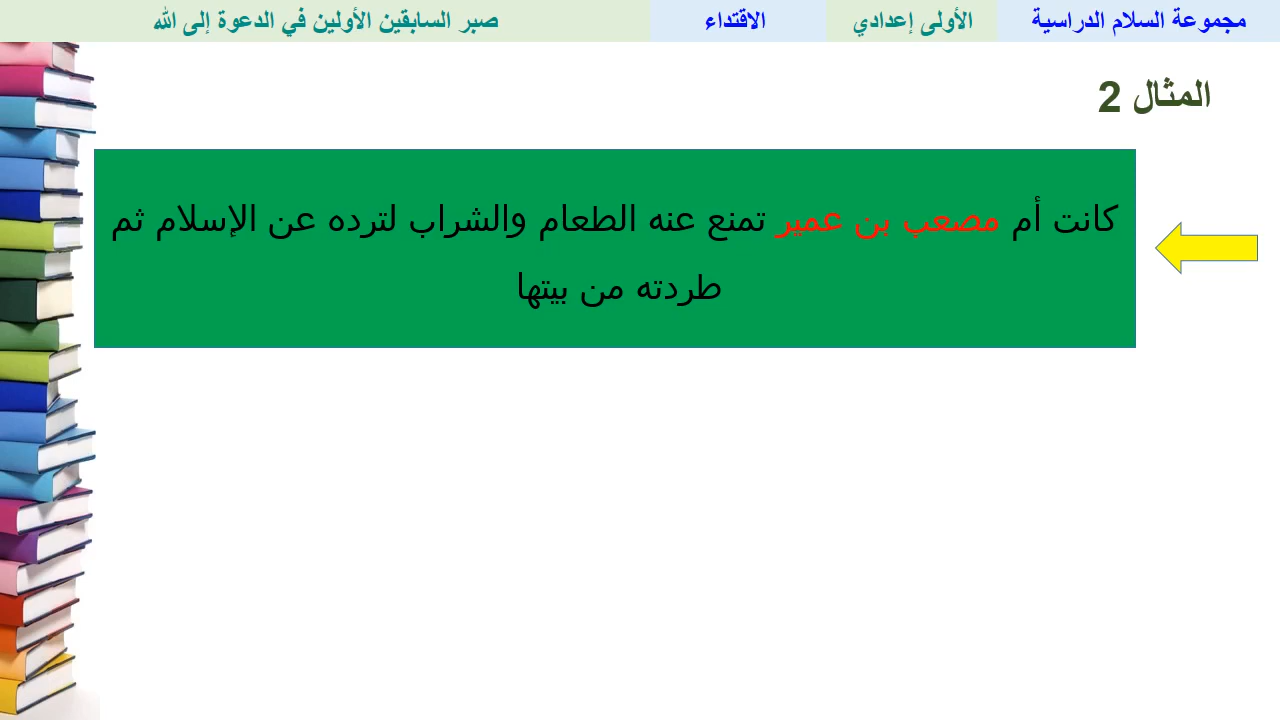 مجموعة السلام الدراسية
الأولى إعدادي
الاقتداء
صبر السابقين الأولين في الدعوة إلى الله
المثال 2
كانت أم مصعب بن عمير تمنع عنه الطعام والشراب لترده عن الإسلام ثم
طردته من بيتها